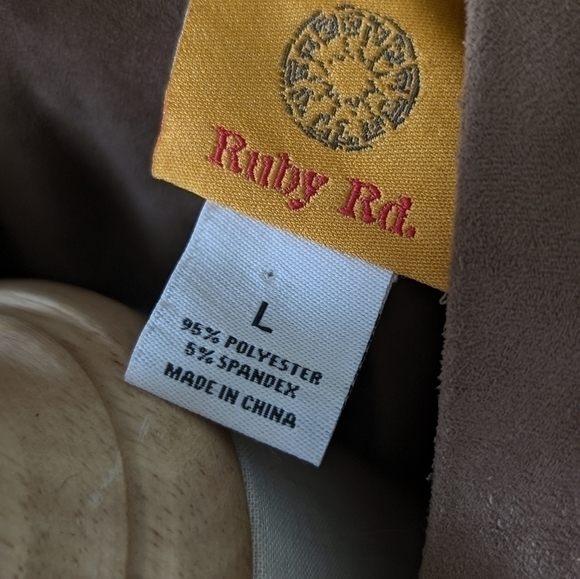 Ruby Rd.
L
95% POLYESTER
5% SPANDEX
MADE IN CHINA